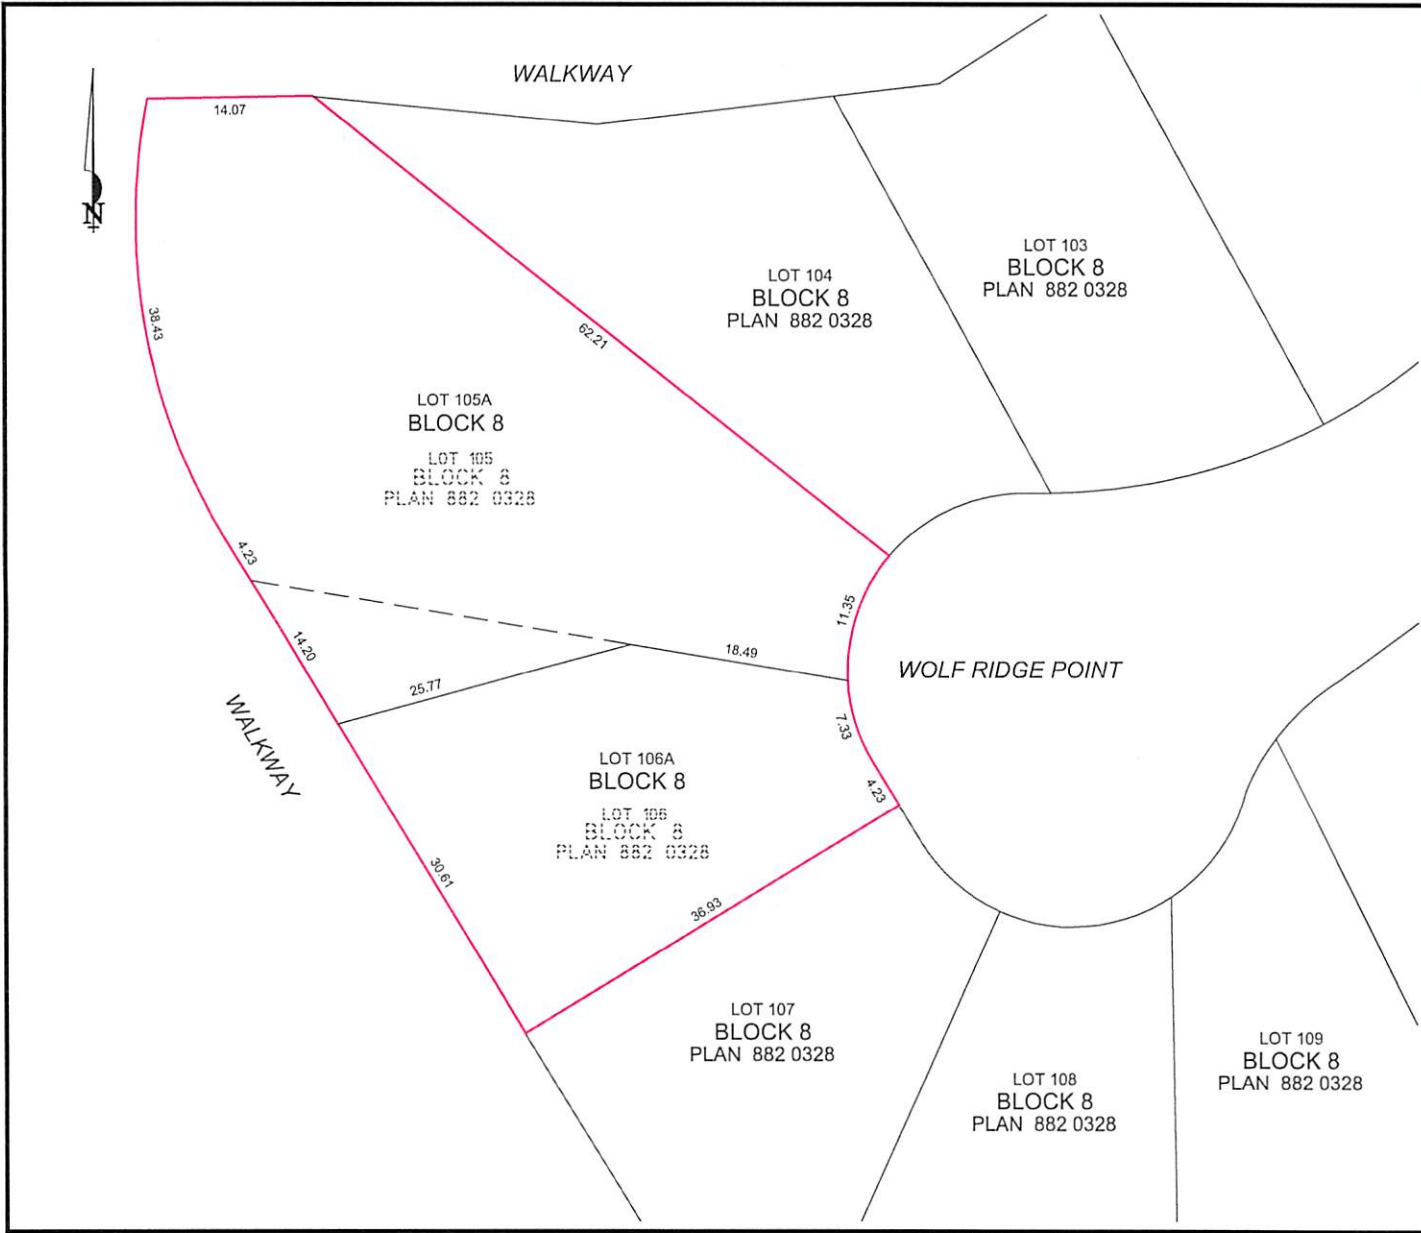 WALKWAY
14.07
N
LOT 103
BLOCK 8
PLAN 882 0328
LOT 104
BLOCK 8
PLAN 882 0328
38.43
62.21
LOT 105A
BLOCK 8
LOT 105
BLOCK 8
PLAN 882 0328
4.23
11.35
14.20
18.49
WOLF RIDGE POINT
25.77
WALKWAY
7.33
LOT 106A
BLOCK 8
4.23
LOT 106
BLOCK 8
PLAN 882 0328
30.61
36.93
LOT 107
BLOCK 8
PLAN 882 0328
LOT 108
BLOCK 8
PLAN 882 0328
LOT 109
BLOCK 8
PLAN 882 0328